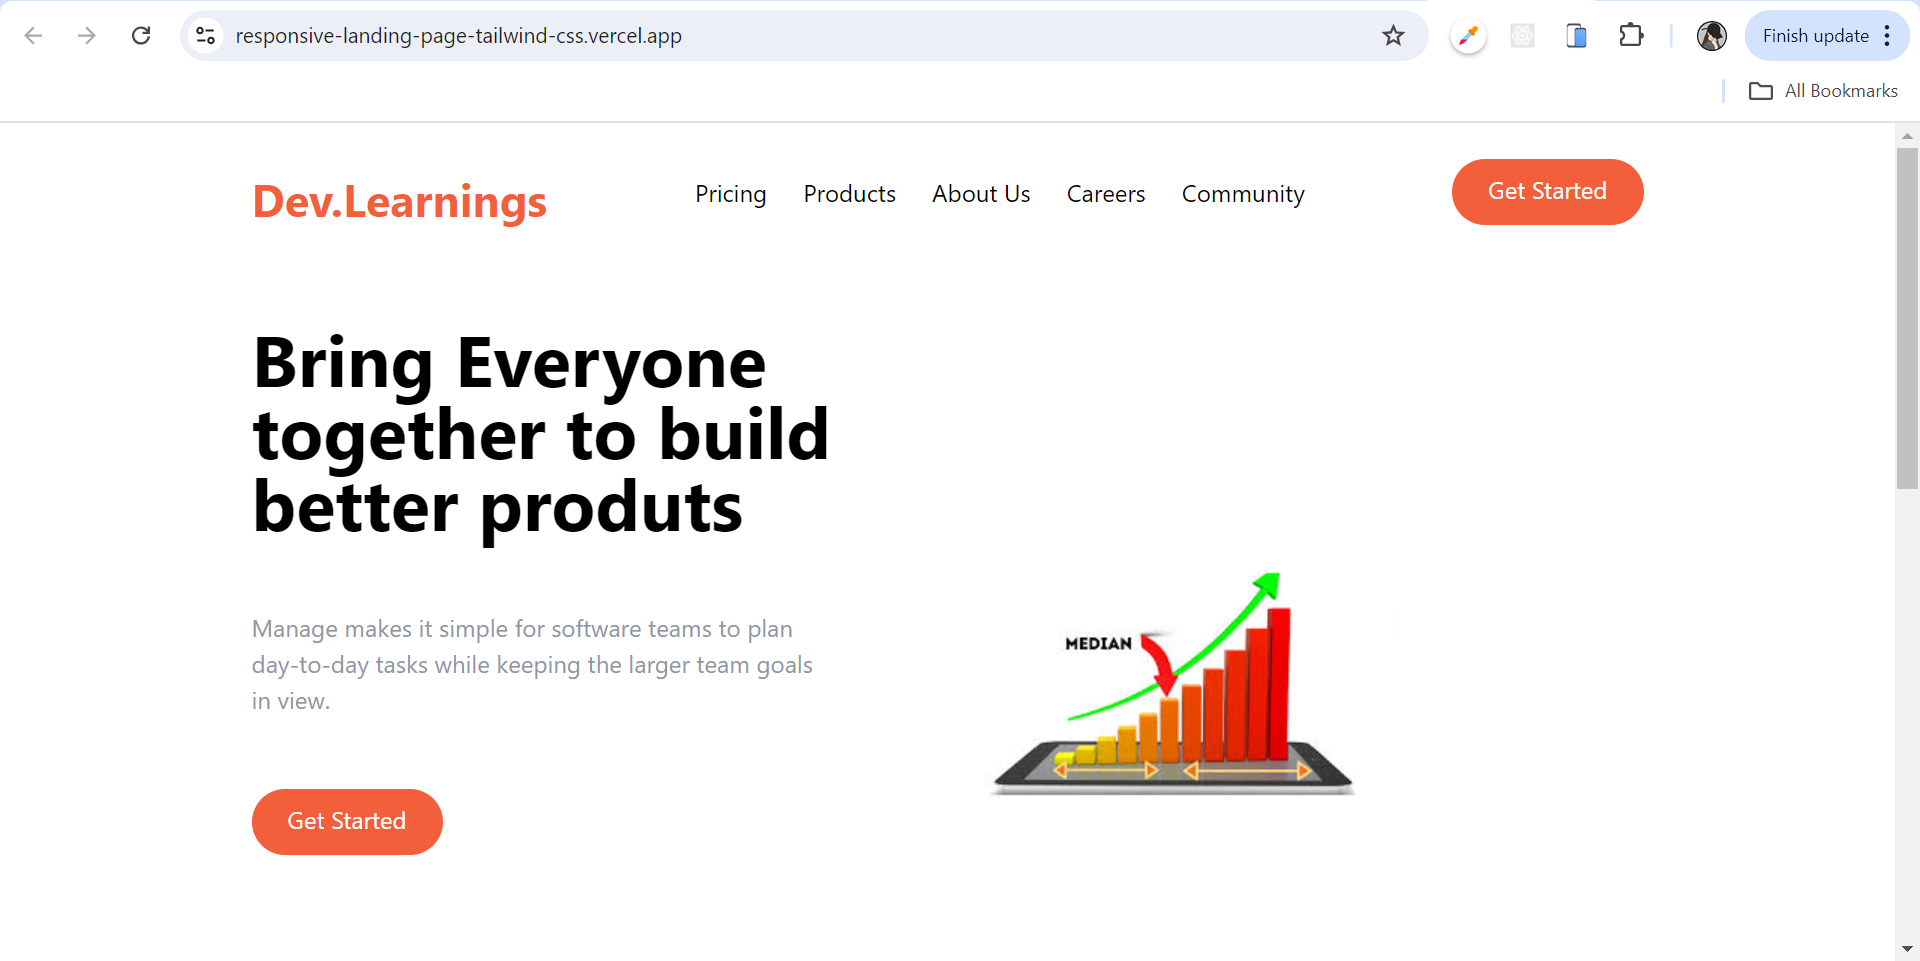 responsive-landing-page-tailwind-css.vercel.app
Finish update
All Bookmarks
Dev.Learnings
Pricing
Products
About Us
Careers
Community
Get Started
Bring Everyone
together to build
better produts
Manage makes it simple for software teams to plan
day-to-day tasks while keeping the larger team goals
in view.
Get Started
MEDIAN